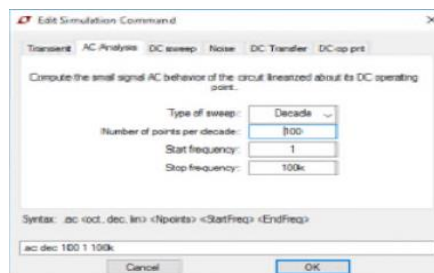 Edit Simulation Command
Transient AC Analysis DC sweep Noise DC Transfer DC op pnt
Compute the small signal AC behavior of the circuit linearized about its DC operating
point.
Type of sweep: Decade
Number of points per decade: 100
Start frequency: 1
Stop frequency: 100k
Syntax: .ac <oct, dec, lin> <Npoints> <StartFreq> <EndFreq>
.ac dec 100 1 100k
Cancel OK